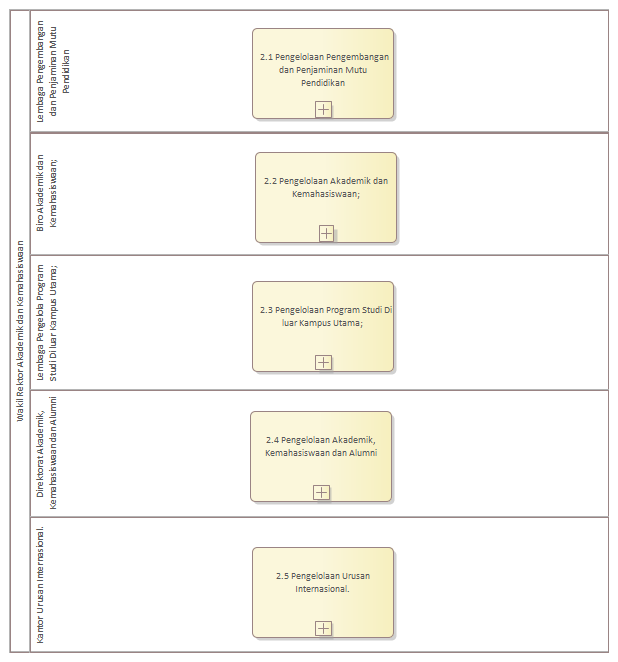 Wakil Rektor Akademik dan Kemahasiswaan
Lembaga Pengembangan
dan Penjaminan Mutu
Pendidikan
2.1 Pengelolaan Pengembangan
dan Penjaminan Mutu
Pendidikan
Biro Akademik dan
Kemahasiswaan;
2.2 Pengelolaan Akademik dan
Kemahasiswaan;
Lembaga Pengelola Program
Studi Di luar Kampus Utama;
2.3 Pengelolaan Program Studi Di
luar Kampus Utama;
Direktorat Akademik,
Kemahasiswaan dan Alumni
2.4 Pengelolaan Akademik,
Kemahasiswaan dan Alumni
Kantor Urusan Internasional.
2.5 Pengelolaan Urusan
Internasional.